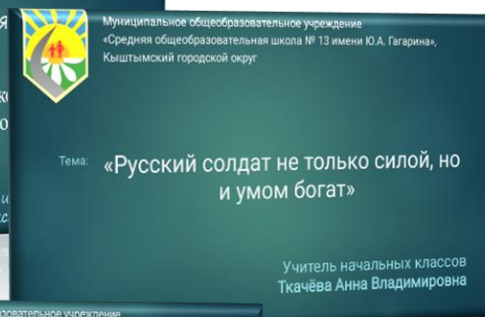 Муниципальное общеобразовательное учреждение
«Средняя общеобразовательная школа № 13 имени Ю.А. Гагарина»,
Кыштымский городской округ
Тема: «Русский солдат не только силой, но
и умом богат»
Учитель начальных классов
Ткачёва Анна Владимировна